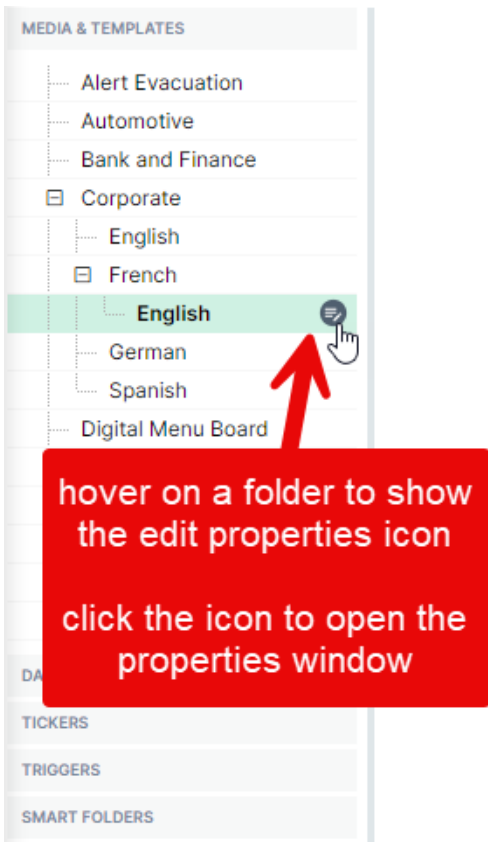 MEDIA & TEMPLATES
Alert Evacuation
Automotive
Bank and Finance
Corporate
English
French
English
German
Spanish
Digital Menu Board
hover on a folder to show
the edit properties icon
click the icon to open the
properties window
DA
TICKERS
TRIGGERS
SMART FOLDERS